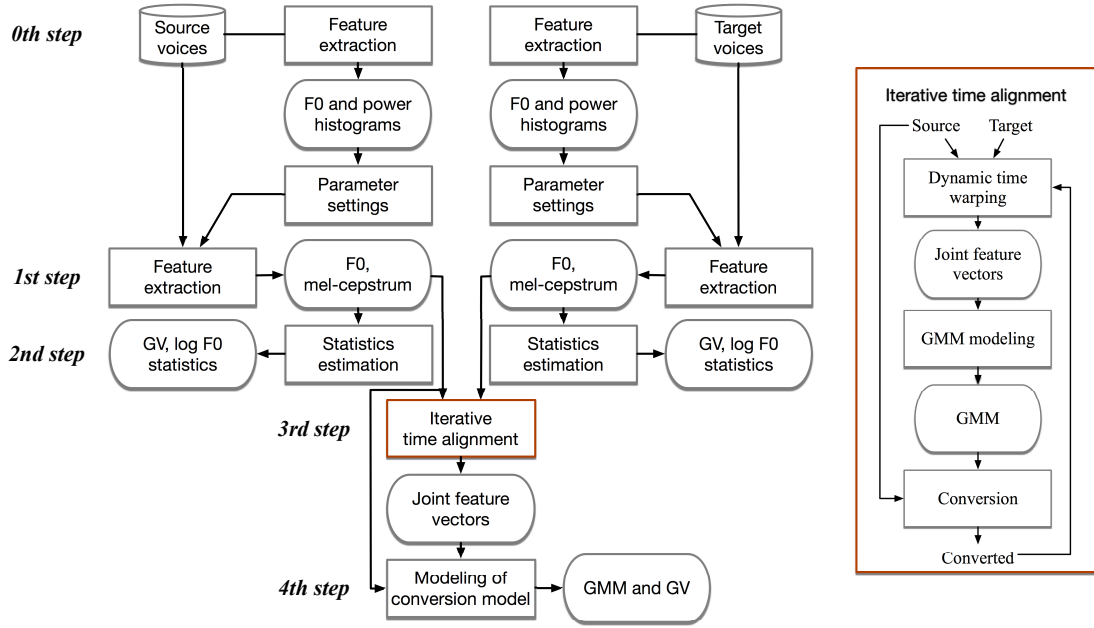 0th step
Source
voices
Feature
extraction
Feature
extraction
Target
voices
F0 and power
histograms
F0 and power
histograms
Parameter
settings
Parameter
settings
1st step
Feature
extraction
F0,
mel-cepstrum
F0,
mel-cepstrum
Feature
extraction
2nd step
GV, log F0
statistics
Statistics
estimation
Statistics
estimation
GV, log F0
statistics
3rd step
Iterative
time alignment
Joint feature
vectors
4th step
Modeling of
conversion model
GMM and GV
Iterative time alignment
Source
Target
Dynamic time
warping
Joint feature
vectors
GMM modeling
GMM
Conversion
Converted